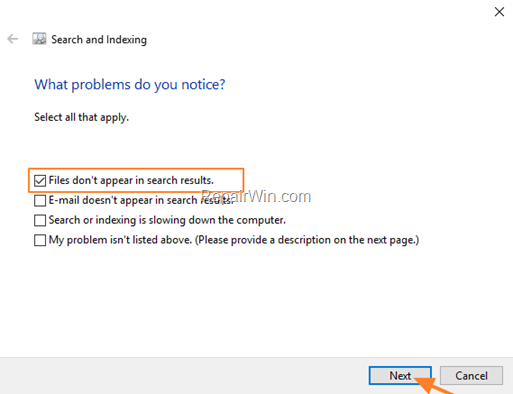 Search and Indexing
What problems do you notice?
Select all that apply.
Files don't appear in search results.
RepairWin.com
E-mail doesn't appear in search results.
Search or indexing is slowing down the computer.
My problem isn't listed above. (Please provide a description on the next page.)
Next
Cancel